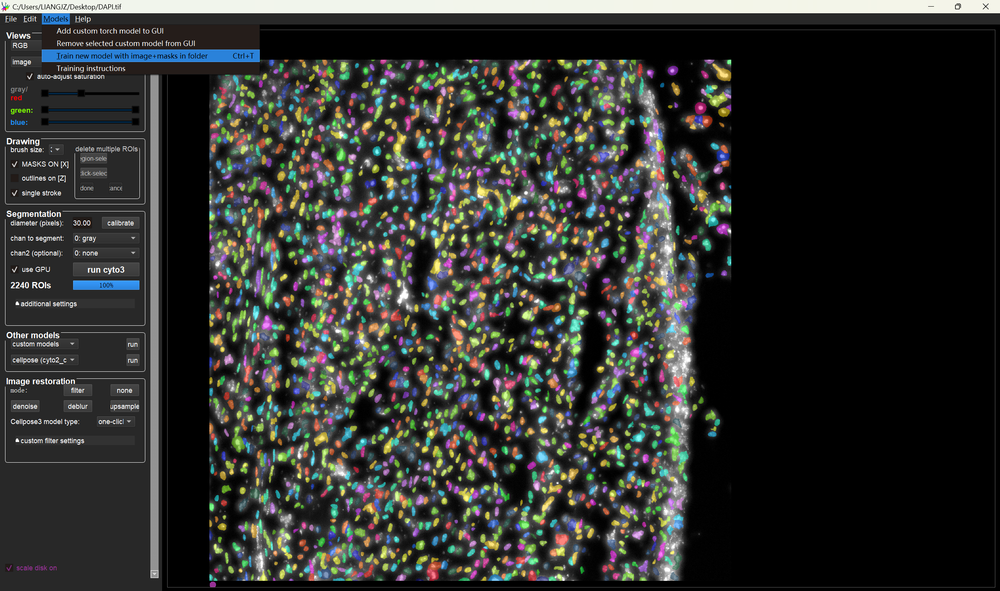 C:/Users/LIANGJZ/Desktop/DAPI.tif
File Edit Models Help
Add custom torch model to GUI
Remove selected custom model from GUI
Train new model with image+masks in folder Ctrl+T
Training instructions
Views
RGB
image
auto-adjust saturation
gray/
red
green:
blue:
Drawing
brush size:
delete multiple ROIs
egion-sele
MASKS ON [X]
click-selec
outlines on [Z]
done
cance
single stroke
Segmentation
diameter (pixels): 30.00 calibrate
chan to segment: 0: gray
chan2 (optional): 0: none
use GPU run cyto3
2240 ROIs 100%
additional settings
Other models
custom models run
cellpose (cyto2_c run
Image restoration
mode: filter none
denoise deblur upsample
Cellpose3 model type: one-clicl
custom filter settings
scale disk on